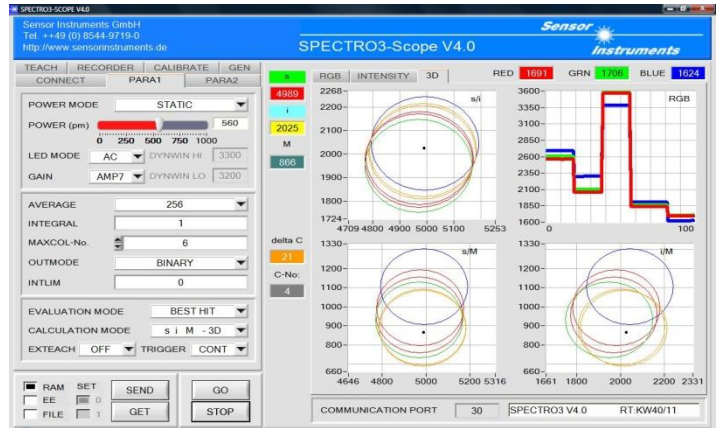 SPECTRO3-SCOPE V4.0
Sensor Instruments GmbH
Tel. ++49 (0) 8544-9719-0
http://www.sensorinstruments.de
SPECTRO3-Scope V4.0
Sensor
Instruments
TEACH RECORDER CALIBRATE GEN
CONNECT PARA1 PARA2
POWER MODE STATIC
POWER (pm) 560
0 250 500 750 1000
LED MODE AC DYNWIN HI 3300
GAIN AMP7 DYNWIN LO 3200
AVERAGE 256
INTEGRAL 1
MAXCOL-No. 6
OUTMODE BINARY
INTLIM 0
EVALUATION MODE BEST HIT
CALCULATION MODE s i M - 3D
EXTEACH OFF TRIGGER CONT
RAM SET
EE 0
FILE 1
SEND GO
GET STOP
s
4989
i
2025
M
866
delta C
21
C-No:
4
RGB INTENSITY 3D
RED 1691 GRN 1706 BLUE 1624
s/i
2268
2200
2100
2000
1900
1800
1724
4709 4800 4900 5000 5100 5253
RGB
3600
3350
3100
2850
2600
2350
2100
1850
1600
0 100
s/M
1330
1200
1100
1000
900
800
660
4646 4800 5000 5200 5316
i/M
1330
1200
1100
1000
900
800
660
1661 1800 2000 2200 2331
COMMUNICATION PORT 30 SPECTRO3 V4.0 RT:KW40/11